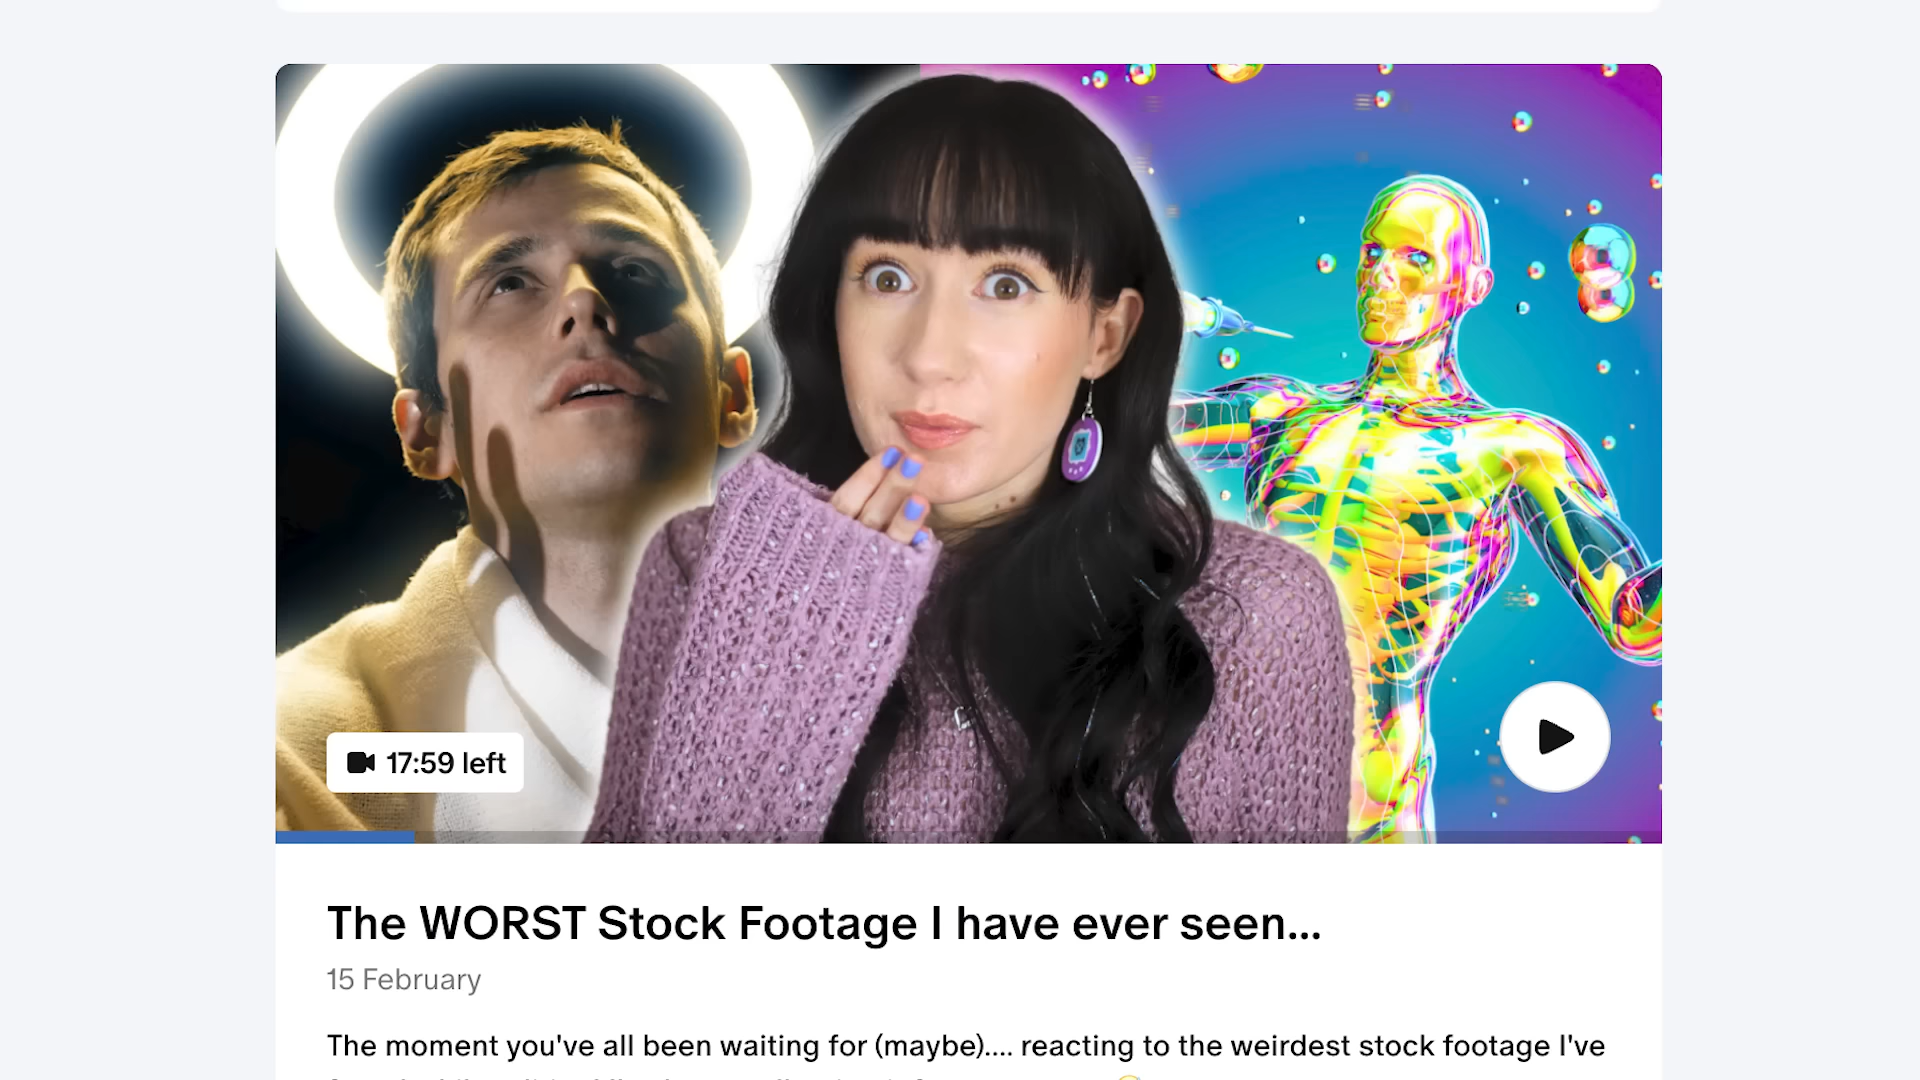 17:59 left
The WORST Stock Footage I have ever seen...
15 February
The moment you've all been waiting for (maybe).... reacting to the weirdest stock footage I've